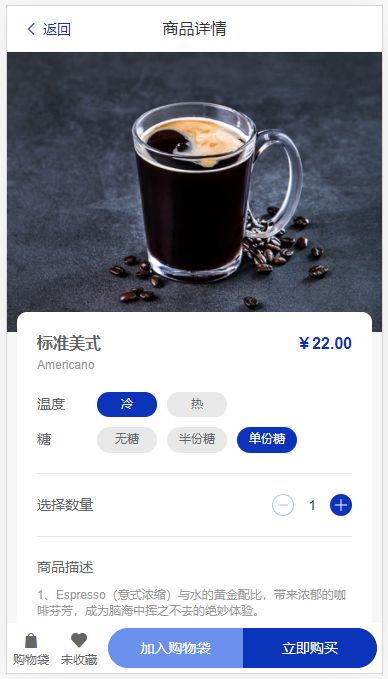 返回
商品详情
标准美式
￥22.00
Americano
温度
冷
热
糖
无糖
半份糖
单份糖
选择数量
1
商品描述
1、Espresso（意式浓缩）与水的黄金配比，带来浓郁的咖
啡芬芳，成为脑海中挥之不去的绝妙体验。
购物袋
未收藏
加入购物袋
立即购买